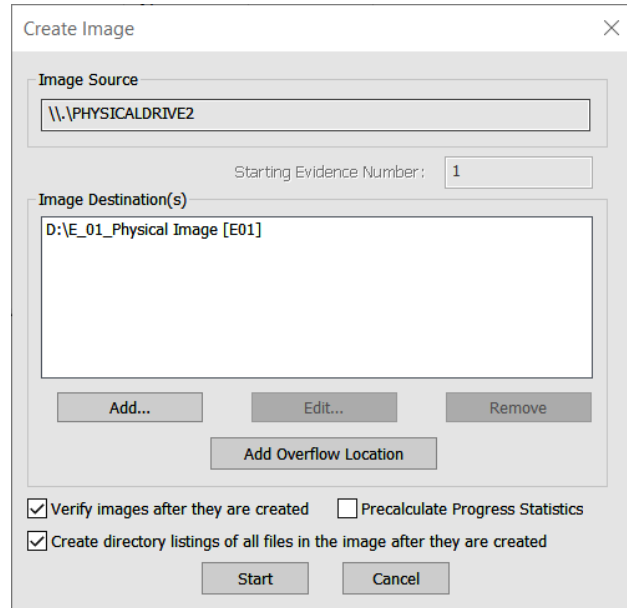 Create Image
Image Source
\\.\PHYSICALDRIVE2
Starting Evidence Number: 1
Image Destination(s)
D:\E_01_Physical Image [E01]
Add... Edit... Remove
Add Overflow Location
Verify images after they are created Precalculate Progress Statistics
Create directory listings of all files in the image after they are created
Start Cancel